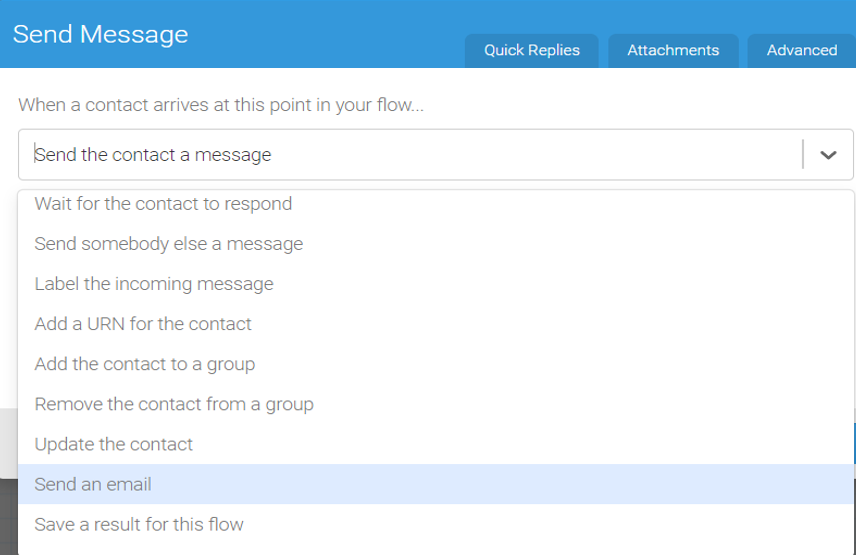 Send Message
Quick Replies
Attachments
Advanced
When a contact arrives at this point in your flow...
Send the contact a message
Wait for the contact to respond
Send somebody else a message
Label the incoming message
Add a URN for the contact
Add the contact to a group
Remove the contact from a group
Update the contact
Send an email
Save a result for this flow